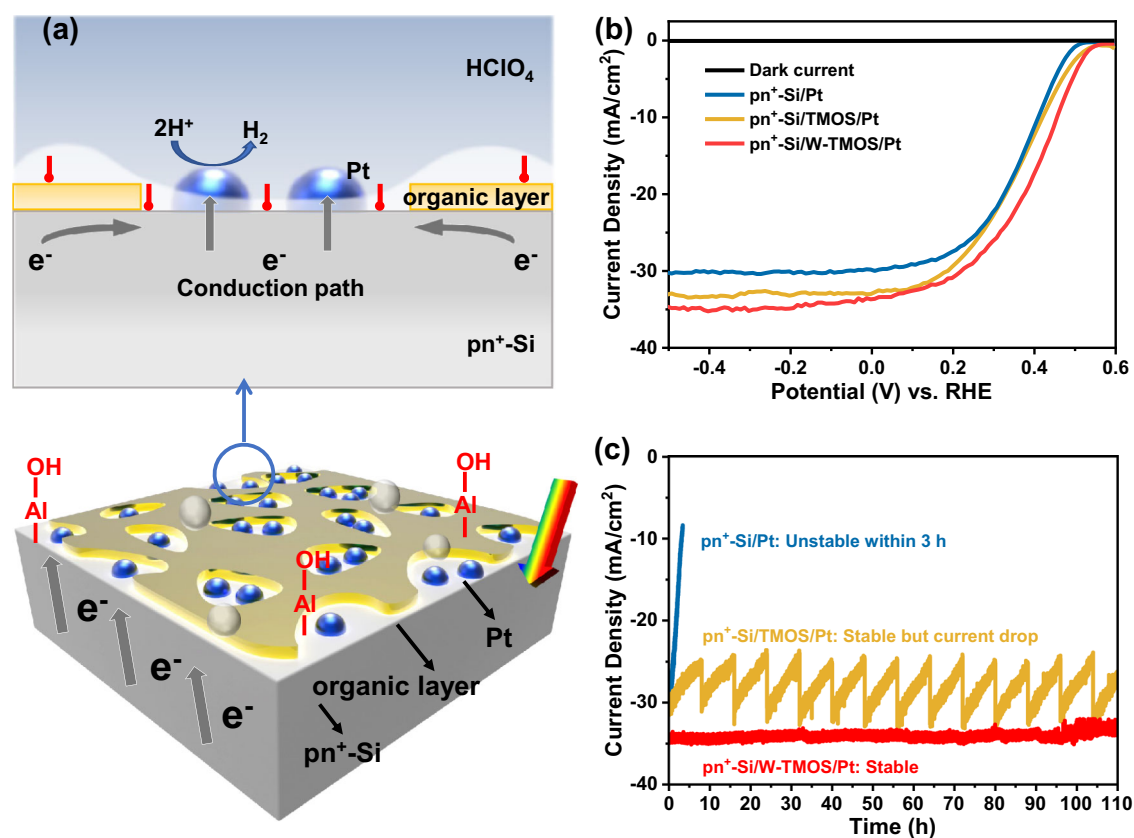 (a)
HClO₄
2H⁺
H₂
Pt
organic layer
e⁻
e⁻
e⁻
Conduction path
pn⁺-Si
OH
Al
OH
Al
OH
Al
e⁻
e⁻
e⁻
Pt
organic layer
pn⁺-Si
(b)
Current Density (mA/cm²)
0
-10
-20
-30
-40
Dark current
pn⁺-Si/Pt
pn⁺-Si/TMOS/Pt
pn⁺-Si/W-TMOS/Pt
-0.4 -0.2 0.0 0.2 0.4 0.6
Potential (V) vs. RHE
(c)
Current Density (mA/cm²)
0
-5
-10
-15
-20
-25
-30
-35
-40
pn⁺-Si/Pt: Unstable within 3 h
pn⁺-Si/TMOS/Pt: Stable but current drop
pn⁺-Si/W-TMOS/Pt: Stable
0 10 20 30 40 50 60 70 80 90 100 110
Time (h)